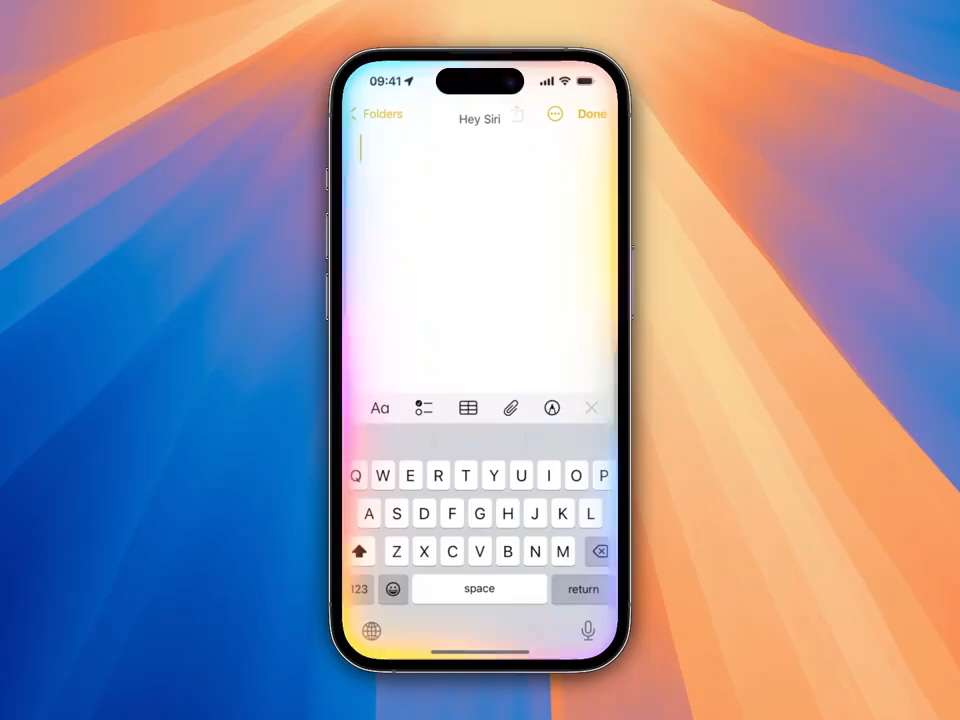 09:41
Folders
Hey Siri
Done
Aa
Q W E R T Y U I O P
A S D F G H J K L
Z X C V B N M
123
space
return